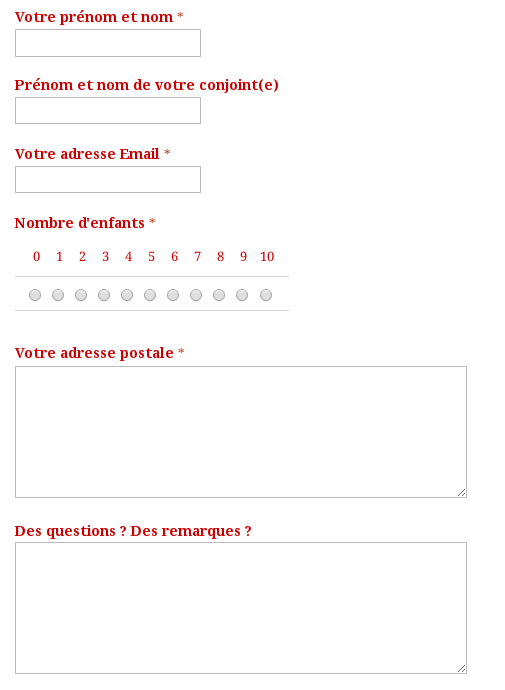 Votre prénom et nom *
Prénom et nom de votre conjoint(e)
Votre adresse Email *
Nombre d'enfants *
0 1 2 3 4 5 6 7 8 9 10
Votre adresse postale *
Des questions ? Des remarques ?